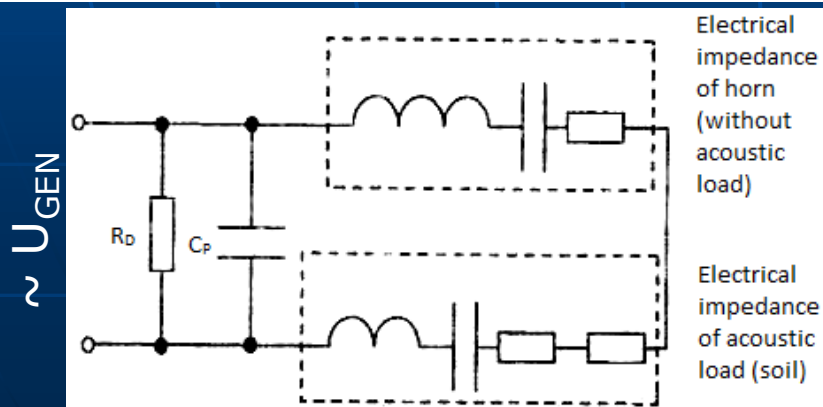 ~ UGEN
RD
CP
Electrical
impedance
of horn
(without
acoustic
load)
Electrical
impedance
of acoustic
load (soil)